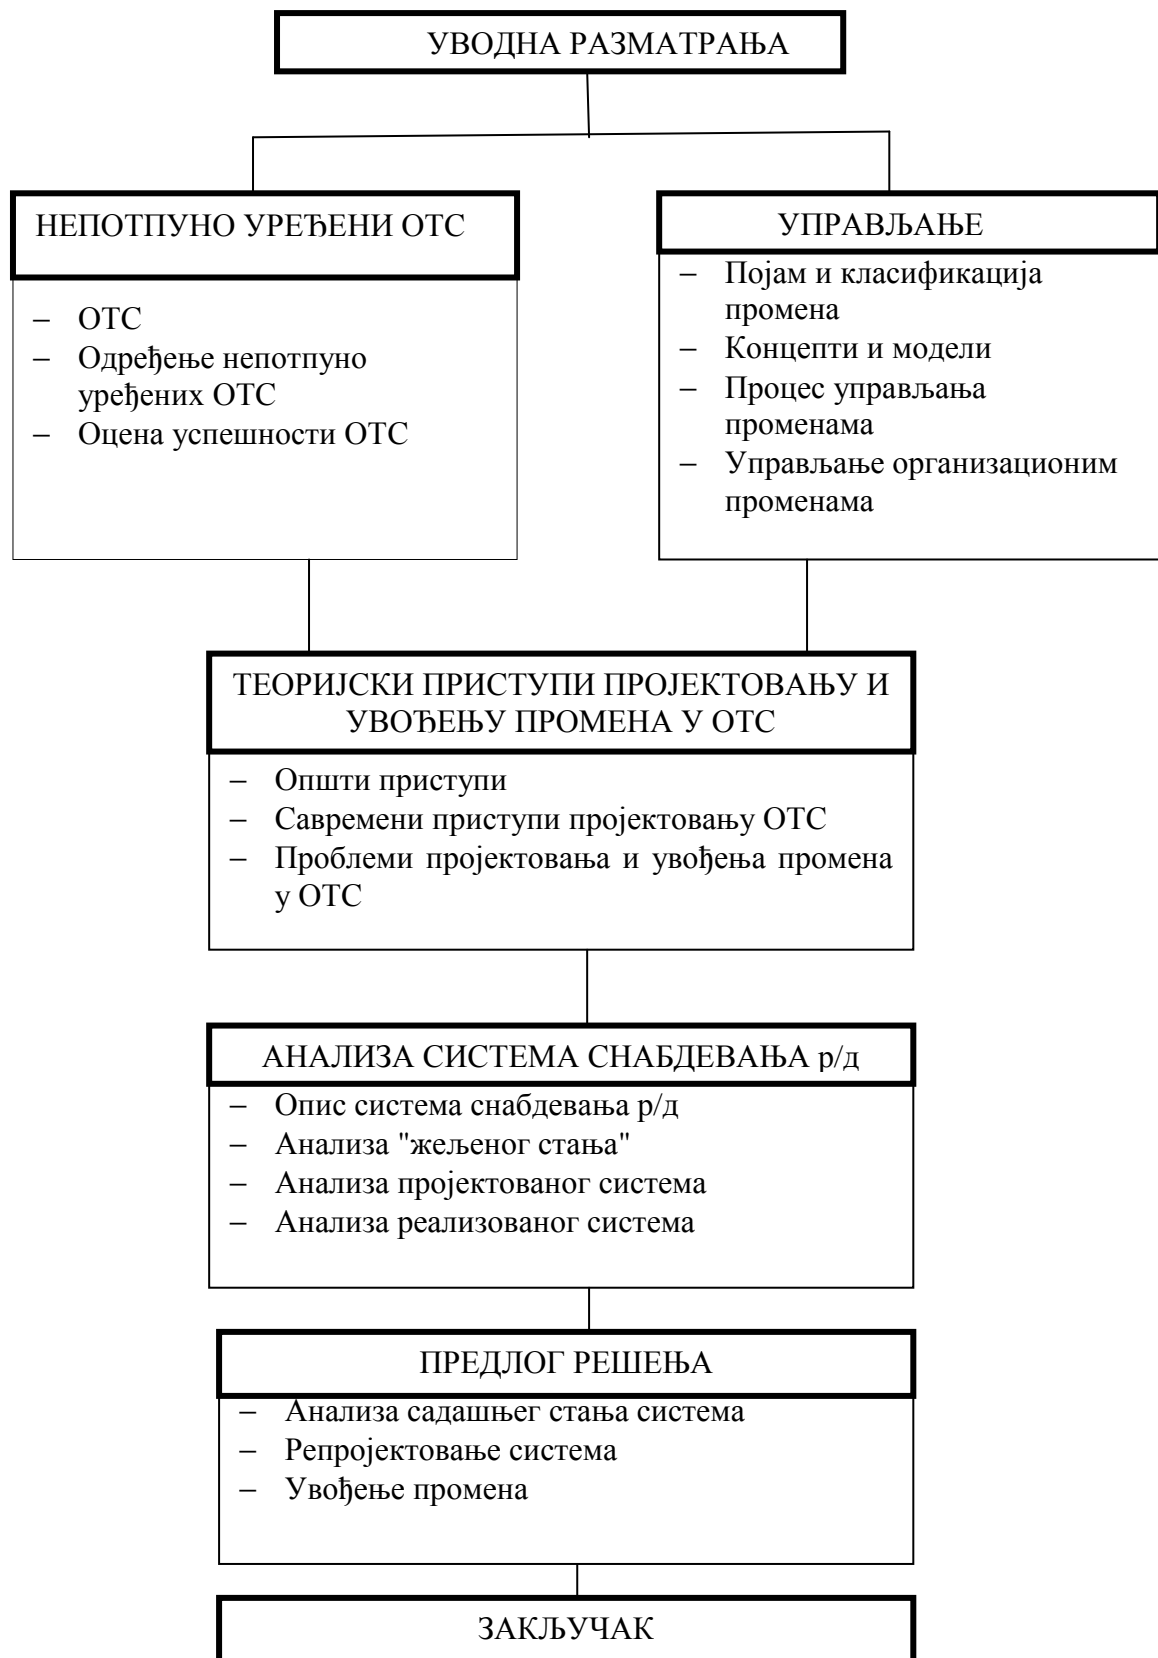 УВОДНА РАЗМАТРАЊА
НЕПОТПУНО УРЕЂЕНИ ОТС
– ОТС
– Одређење непотпуно
уређених ОТС
– Оцена успешности ОТС
УПРАВЉАЊЕ
– Појам и класификација
промена
– Концепти и модели
– Процес управљања
променама
– Управљање организационим
променама
ТЕОРИЈСКИ ПРИСТУПИ ПРОЈЕКТОВАЊУ И
УВОЂЕЊУ ПРОМЕНА У ОТС
– Општи приступи
– Савремени приступи пројектовању ОТС
– Проблеми пројектовања и увођења промена
у ОТС
АНАЛИЗА СИСТЕМА СНАБДЕВАЊА р/д
– Опис система снабдевања р/д
– Анализа "жељеног стања"
– Анализа пројектованог система
– Анализа реализованог система
ПРЕДЛОГ РЕШЕЊА
– Анализа садашњег стања система
– Репројектовање система
– Увођење промена
ЗАКЉУЧАК